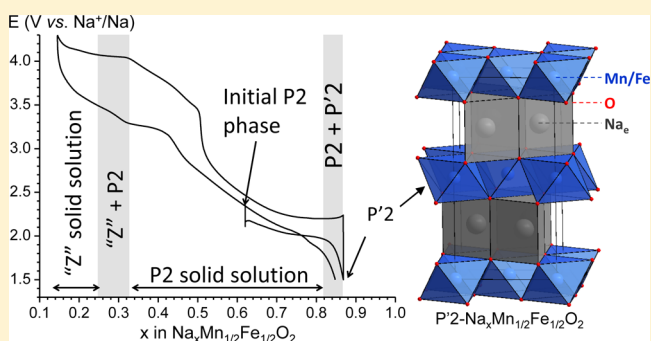 E (V vs. Na⁺/Na)
4.0
3.5
3.0
2.5
2.0
1.5
Initial P2
phase
P2 + P'2
"Z" solid solution
"Z" + P2
P2 solid solution
0.1 0.2 0.3 0.4 0.5 0.6 0.7 0.8 0.9 1.0
x in NaₓMn₁/₂Fe₁/₂O₂
P'2
Mn/Fe
O
Naₑ
P'2-NaₓMn₁/₂Fe₁/₂O₂